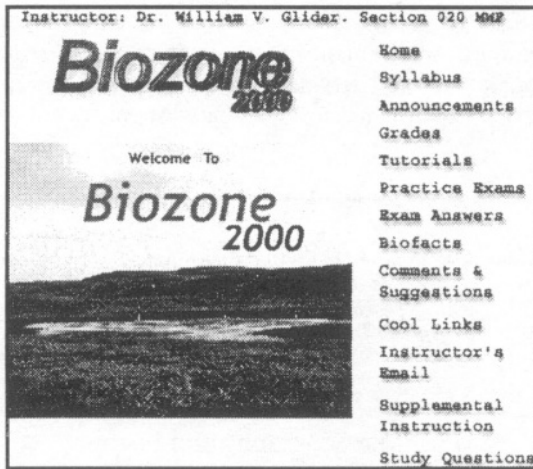 Instructor: Dr. William V. Glider. Section 020 MWF
Biozone
2000
Welcome To
Biozone
2000
Home
Syllabus
Announcements
Grades
Tutorials
Practice Exams
Exam Answers
Biofacts
Comments &
Suggestions
Cool Links
Instructor's
Email
Supplemental
Instruction
Study Questions